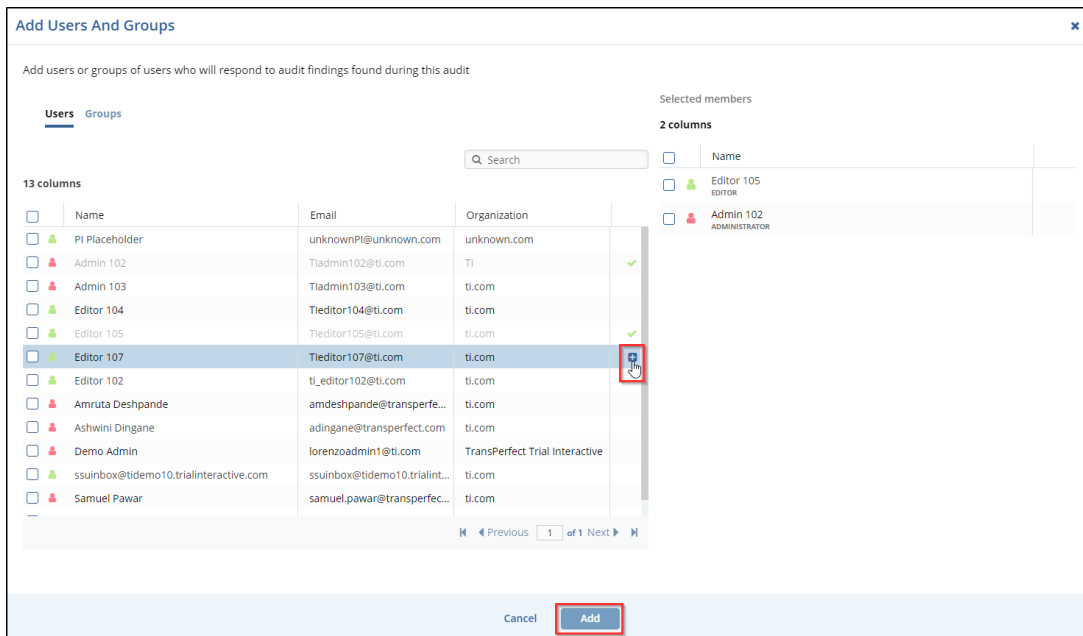 Add Users And Groups
Add users or groups of users who will respond to audit findings found during this audit
Users Groups
Search
13 columns
Name Email Organization
PI Placeholder unknownPI@unknown.com unknown.com
Admin 102 TIadmin102@ti.com TI
Admin 103 TIadmin103@ti.com ti.com
Editor 104 TIeditor104@ti.com ti.com
Editor 105 TIeditor105@ti.com ti.com
Editor 107 TIeditor107@ti.com ti.com
Editor 102 ti_editor102@ti.com ti.com
Amruta Deshpande amdeshpande@transperfe... ti.com
Ashwini Dingane adingane@transperfect.com ti.com
Demo Admin lorenzoadmin1@ti.com TransPerfect Trial Interactive
ssuinbox@tidemo10.trialinteractive.com ssuinbox@tidemo10.trialint... ti.com
Samuel Pawar samuel.pawar@transperfec... ti.com
Previous 1 of 1 Next
Selected members
2 columns
Name
Editor 105
EDITOR
Admin 102
ADMINISTRATOR
Cancel Add